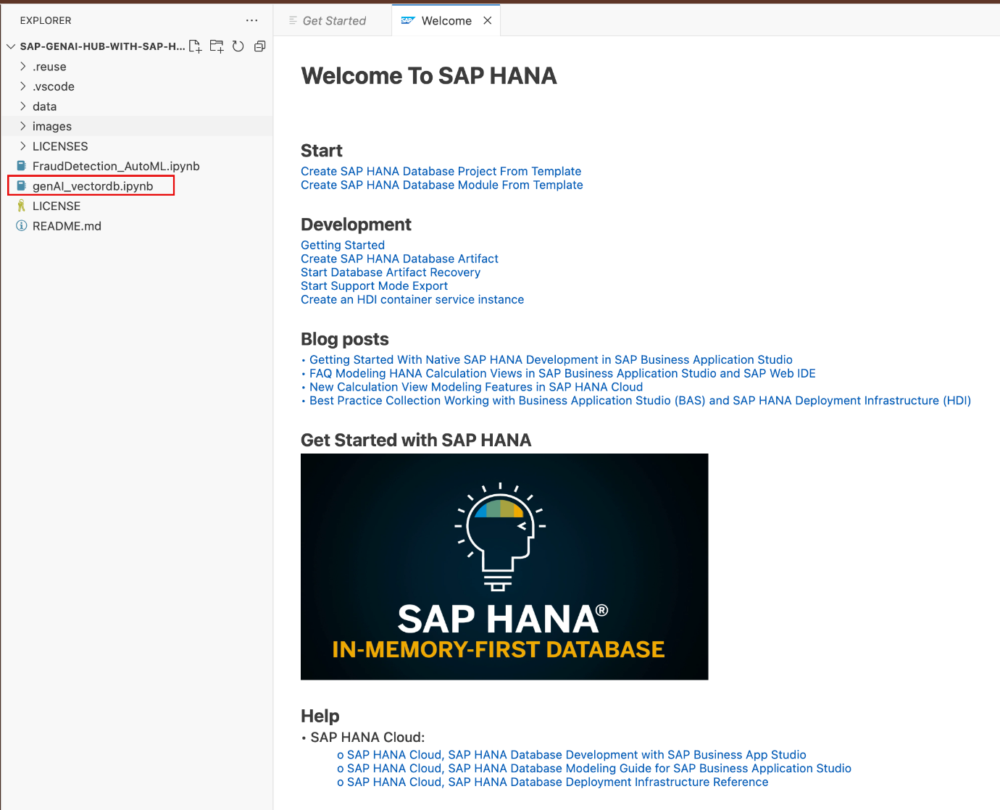 EXPLORER
SAP-GENAI-HUB-WITH-SAP-H...
.reuse
.vscode
data
images
LICENSES
FraudDetection_AutoML.ipynb
genAI_vectordb.ipynb
LICENSE
README.md
Get Started
SAP Welcome
Welcome To SAP HANA
Start
Create SAP HANA Database Project From Template
Create SAP HANA Database Module From Template
Development
Getting Started
Create SAP HANA Database Artifact
Start Database Artifact Recovery
Start Support Mode Export
Create an HDI container service instance
Blog posts
• Getting Started With Native SAP HANA Development in SAP Business Application Studio
• FAQ Modeling HANA Calculation Views in SAP Business Application Studio and SAP Web IDE
• New Calculation View Modeling Features in SAP HANA Cloud
• Best Practice Collection Working with Business Application Studio (BAS) and SAP HANA Deployment Infrastructure (HDI)
Get Started with SAP HANA
SAP HANA®
IN-MEMORY-FIRST DATABASE
Help
• SAP HANA Cloud:
o SAP HANA Cloud, SAP HANA Database Development with SAP Business App Studio
o SAP HANA Cloud, SAP HANA Database Modeling Guide for SAP Business Application Studio
o SAP HANA Cloud, SAP HANA Database Deployment Infrastructure Reference